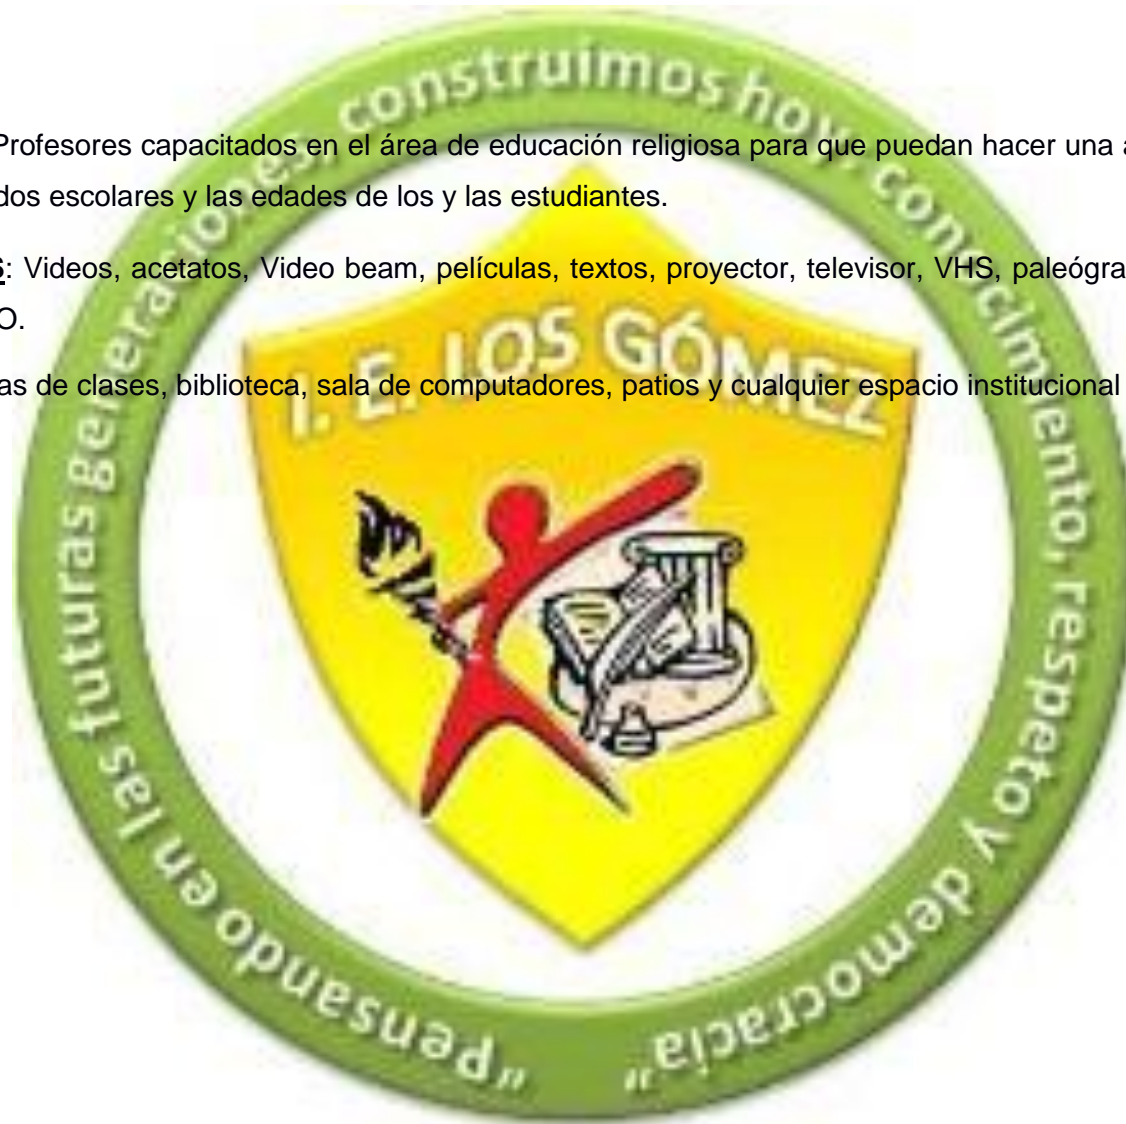 Profesores capacitados en el área de educación religiosa para que puedan hacer una
dos escolares y las edades de los y las estudiantes.
S: Videos, acetatos, Video beam, películas, textos, proyector, televisor, VHS, paleógra
O.
as de clases, biblioteca, sala de computadores, patios y cualquier espacio institucional
I. E. LOS GÓMEZ
"pensando en las futuras generaciones, construimos hoy: conocimiento, respeto y democracia"